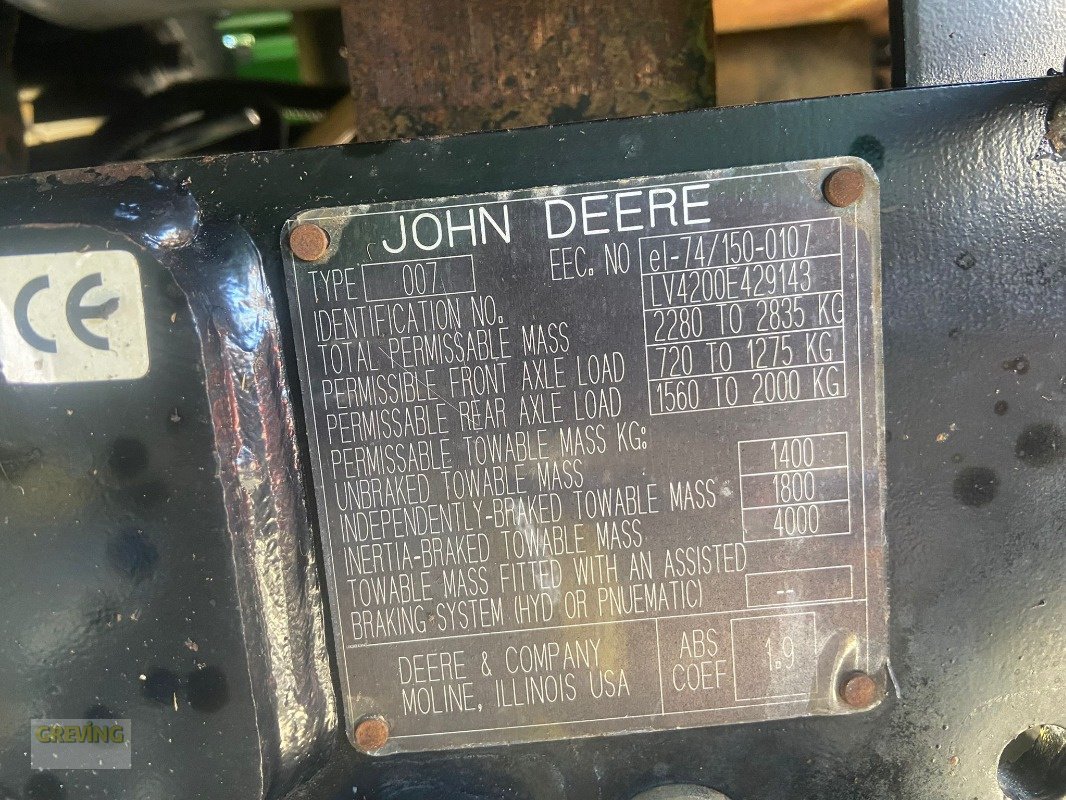 JOHN DEERE
TYPE 007 EEC. NO e1-74/150-0107
IDENTIFICATION NO. LV4200E429143
TOTAL PERMISSABLE MASS 2280 TO 2835 KG
PERMISSIBLE FRONT AXLE LOAD 720 TO 1275 KG
PERMISSABLE REAR AXLE LOAD 1560 TO 2000 KG
PERMISSABLE TOWABLE MASS KG.
UNBRAKED TOWABLE MASS 1400
INDEPENDENTLY-BRAKED TOWABLE MASS 1800
INERTIA-BRAKED TOWABLE MASS 4000
TOWABLE MASS FITTED WITH AN ASSISTED
BRAKING-SYSTEM (HYD OR PNUEMATIC) --
DEERE & COMPANY
MOLINE, ILLINOIS USA
ABS
COEF
1.9
CE
GREVING